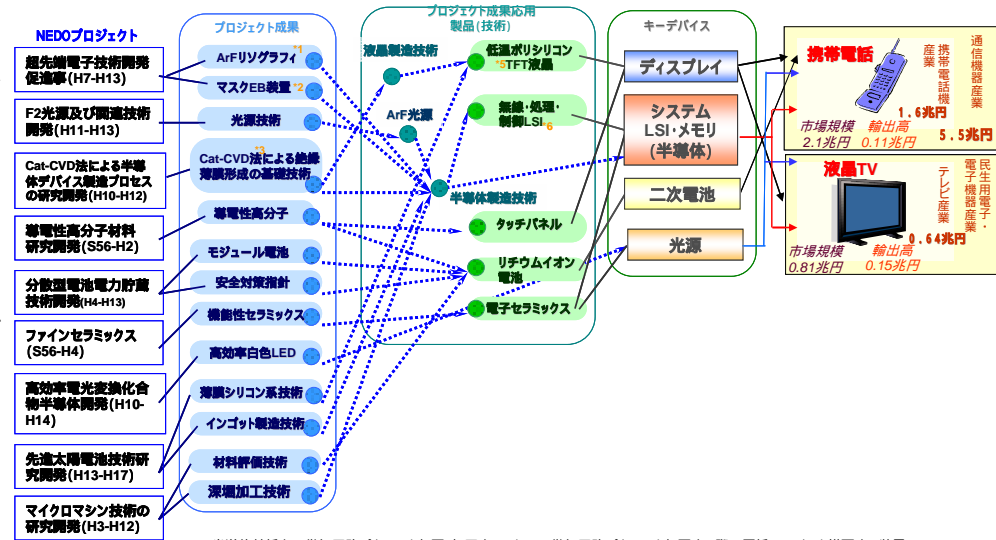 プロジェクト成果応用
製品(技術)
プロジェクト成果
キーデバイス
NEDOプロジェクト
超先端電子技術開発
促進事(H7-H13)
F2光源及び関連技術
開発(H11-H13)
Cat-CVD法による半導
体デバイス製造プロセス
の研究開発(H10-H12)
導電性高分子材料
研究開発(S56-H2)
分散型電池電力貯蔵
技術開発(H4-H13)
ファインセラミックス
(S56-H4)
高効率電光変換化合
物半導体開発(H10-
H14)
先進太陽電池技術研
究開発(H13-H17)
マイクロマシン技術の
研究開発(H3-H12)
ArFリソグラフィ *1
マスクEB装置 *2
光源技術
*3
Cat-CVD法による絶縁
薄膜形成の基礎技術
導電性高分子
モジュール電池
安全対策指針
機能性セラミックス
高効率白色LED
薄膜シリコン系技術
インゴット製造技術
材料評価技術
深堀加工技術
液晶製造技術
ArF光源
半導体製造技術
低温ポリシリコン
*5TFT液晶
無線・処理・
制御LSI*6
タッチパネル
リチウムイオン
電池
電子セラミックス
ディスプレイ
システム
LSI・メモリ
(半導体)
二次電池
光源
携帯電話
携帯電話機
産業
通信機器産業
1.6兆円
市場規模 輸出高
2.1兆円 0.11兆円
5.5兆円
液晶TV
テレビ産業
民生用電子・
電子機器産業
0.64兆円
市場規模 輸出高
0.81兆円 0.15兆円